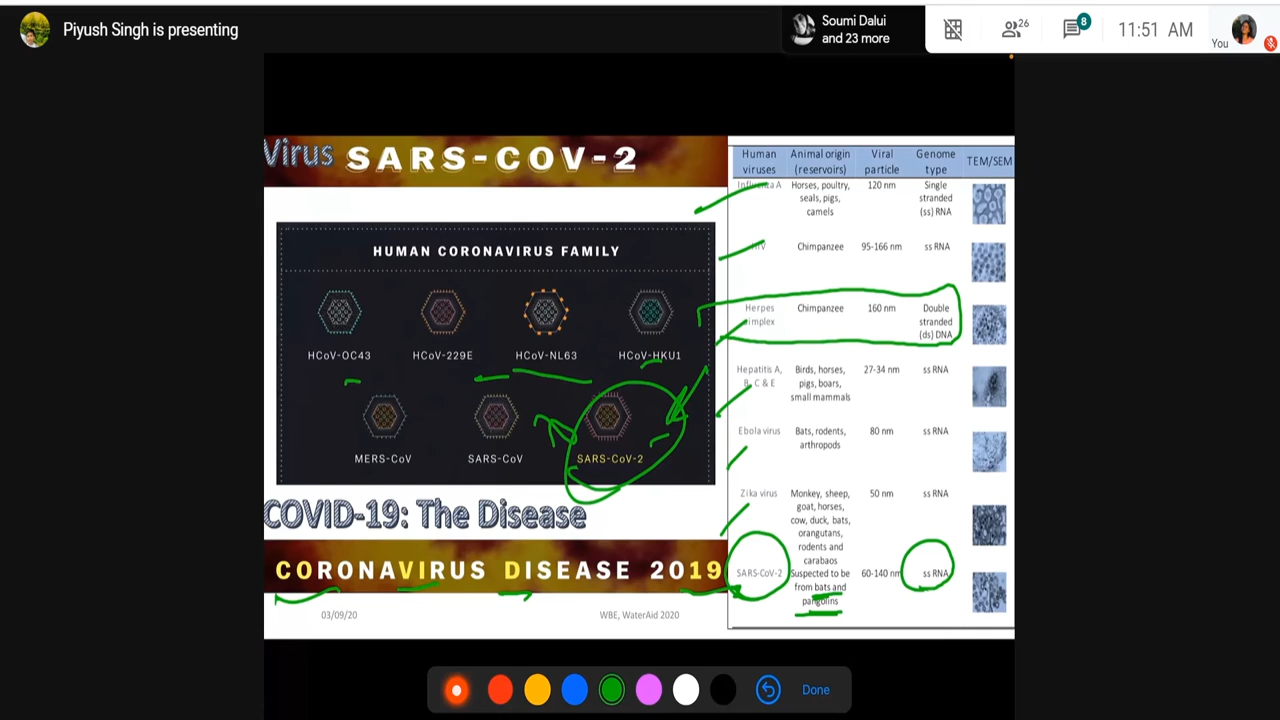 Piyush Singh is presenting
Soumi Dalui
and 23 more
26
8
11:51 AM
You
Virus SARS-COV-2
HUMAN CORONAVIRUS FAMILY
HCoV-OC43 HCoV-229E HCoV-NL63 HCoV-HKU1
MERS-CoV SARS-CoV SARS-CoV-2
COVID-19: The Disease
CORONAVIRUS DISEASE 2019
03/09/20 WBE, WaterAid 2020
Human Animal origin Viral Genome TEM/SEM
viruses (reservoirs) particle type
Influenza A Horses, poultry, 120 nm Single
seals, pigs, stranded
camels (ss) RNA
HIV Chimpanzee 95-166 nm ss RNA
Herpes Chimpanzee 160 nm Double
simplex stranded
(ds) DNA
Hepatitis A, Birds, horses, 27-34 nm ss RNA
B, C & E pigs, boars,
small mammals
Ebola virus Bats, rodents, 80 nm ss RNA
arthropods
Zika virus Monkey, sheep, 50 nm ss RNA
goat, horses,
cow, duck, bats,
orangutans,
rodents and
carabaos
SARS-CoV-2 Suspected to be 60-140 nm ss RNA
from bats and
pangolins
Done